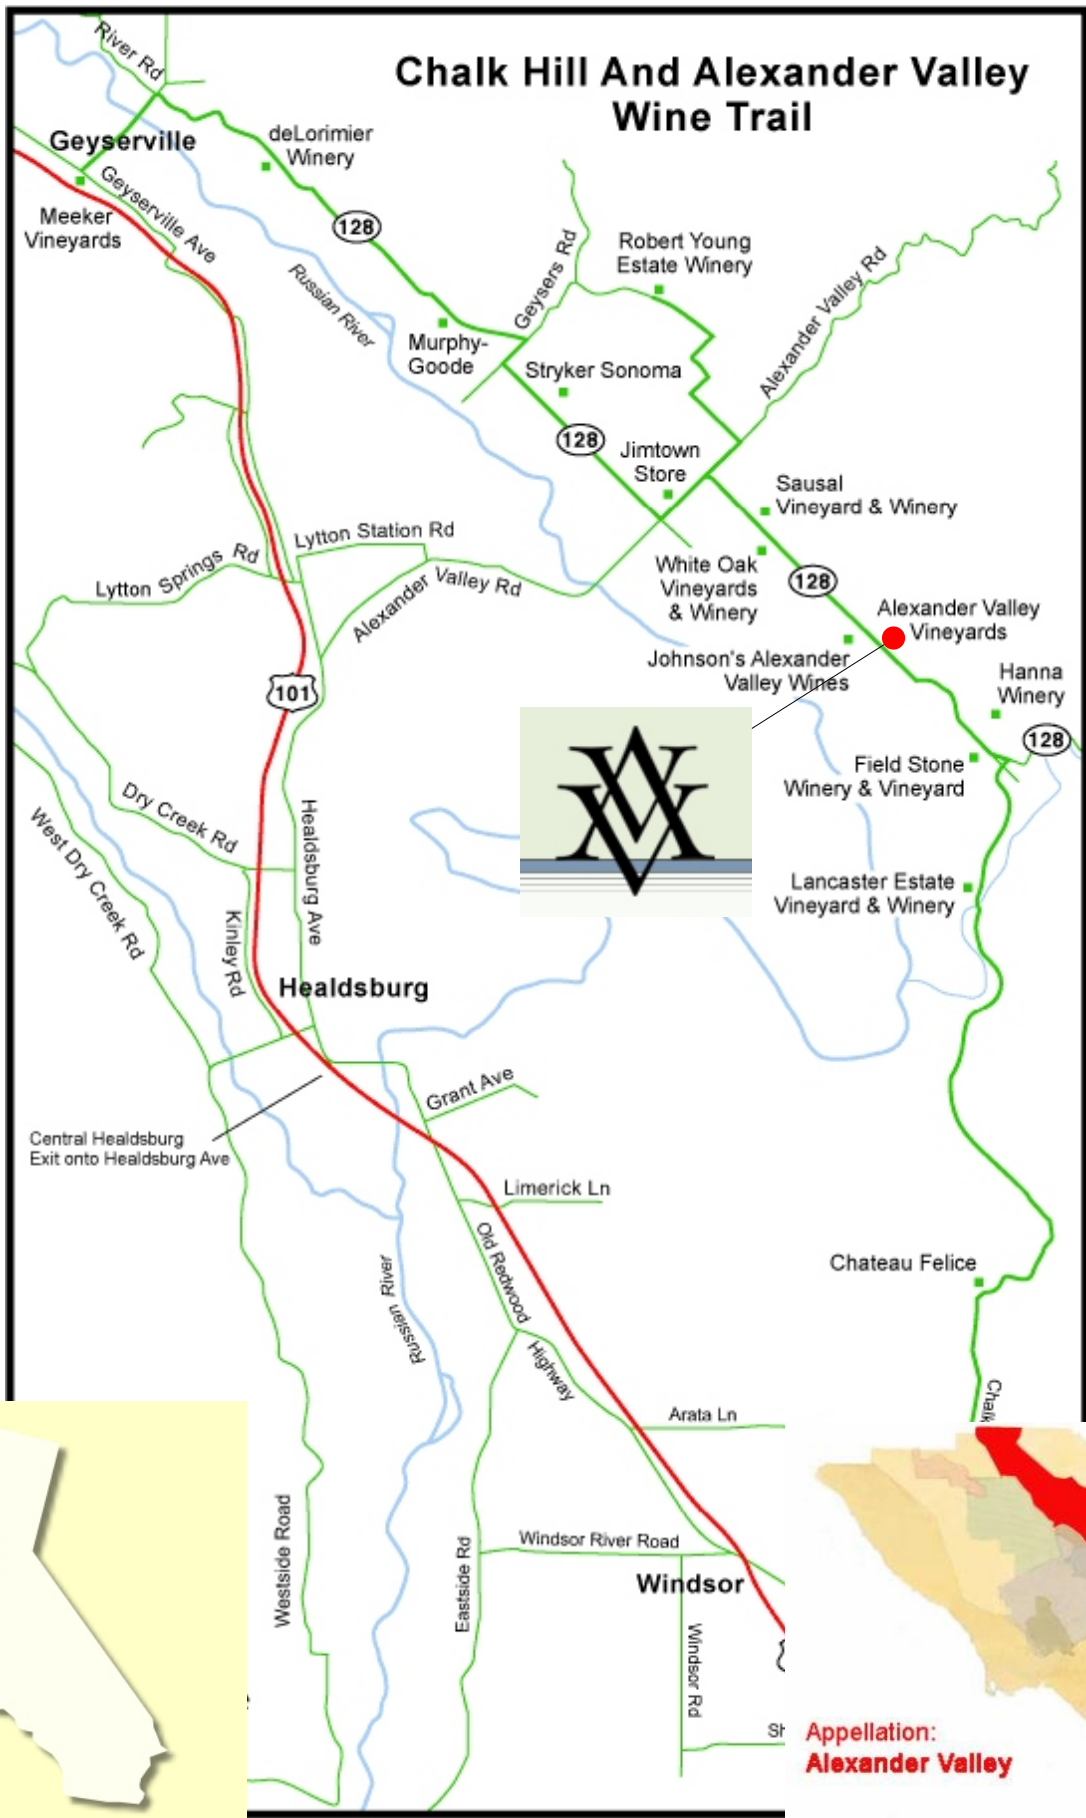 Chalk Hill And Alexander Valley
Wine Trail
River Rd
Geyserville
deLorimier
Winery
Geyserville Ave
Meeker
Vineyards
128
Russian River
Geysers Rd
Robert Young
Estate Winery
Alexander Valley Rd
Murphy-
Goode
Stryker Sonoma
128
Jimtown
Store
Sausal
Vineyard & Winery
Lytton Station Rd
Lytton Springs Rd
Alexander Valley Rd
White Oak
Vineyards
& Winery
128
Alexander Valley
Vineyards
Johnson's Alexander
Valley Wines
Hanna
Winery
101
128
Field Stone
Winery & Vineyard
Dry Creek Rd
West Dry Creek Rd
Healdsburg Ave
Kinley Rd
Lancaster Estate
Vineyard & Winery
Healdsburg
Grant Ave
Central Healdsburg
Exit onto Healdsburg Ave
Limerick Ln
Old Redwood
Highway
Russian River
Chateau Felice
Chalk
Arata Ln
Westside Road
Eastside Rd
Windsor River Road
Windsor
Windsor Rd
Appellation:
Alexander Valley